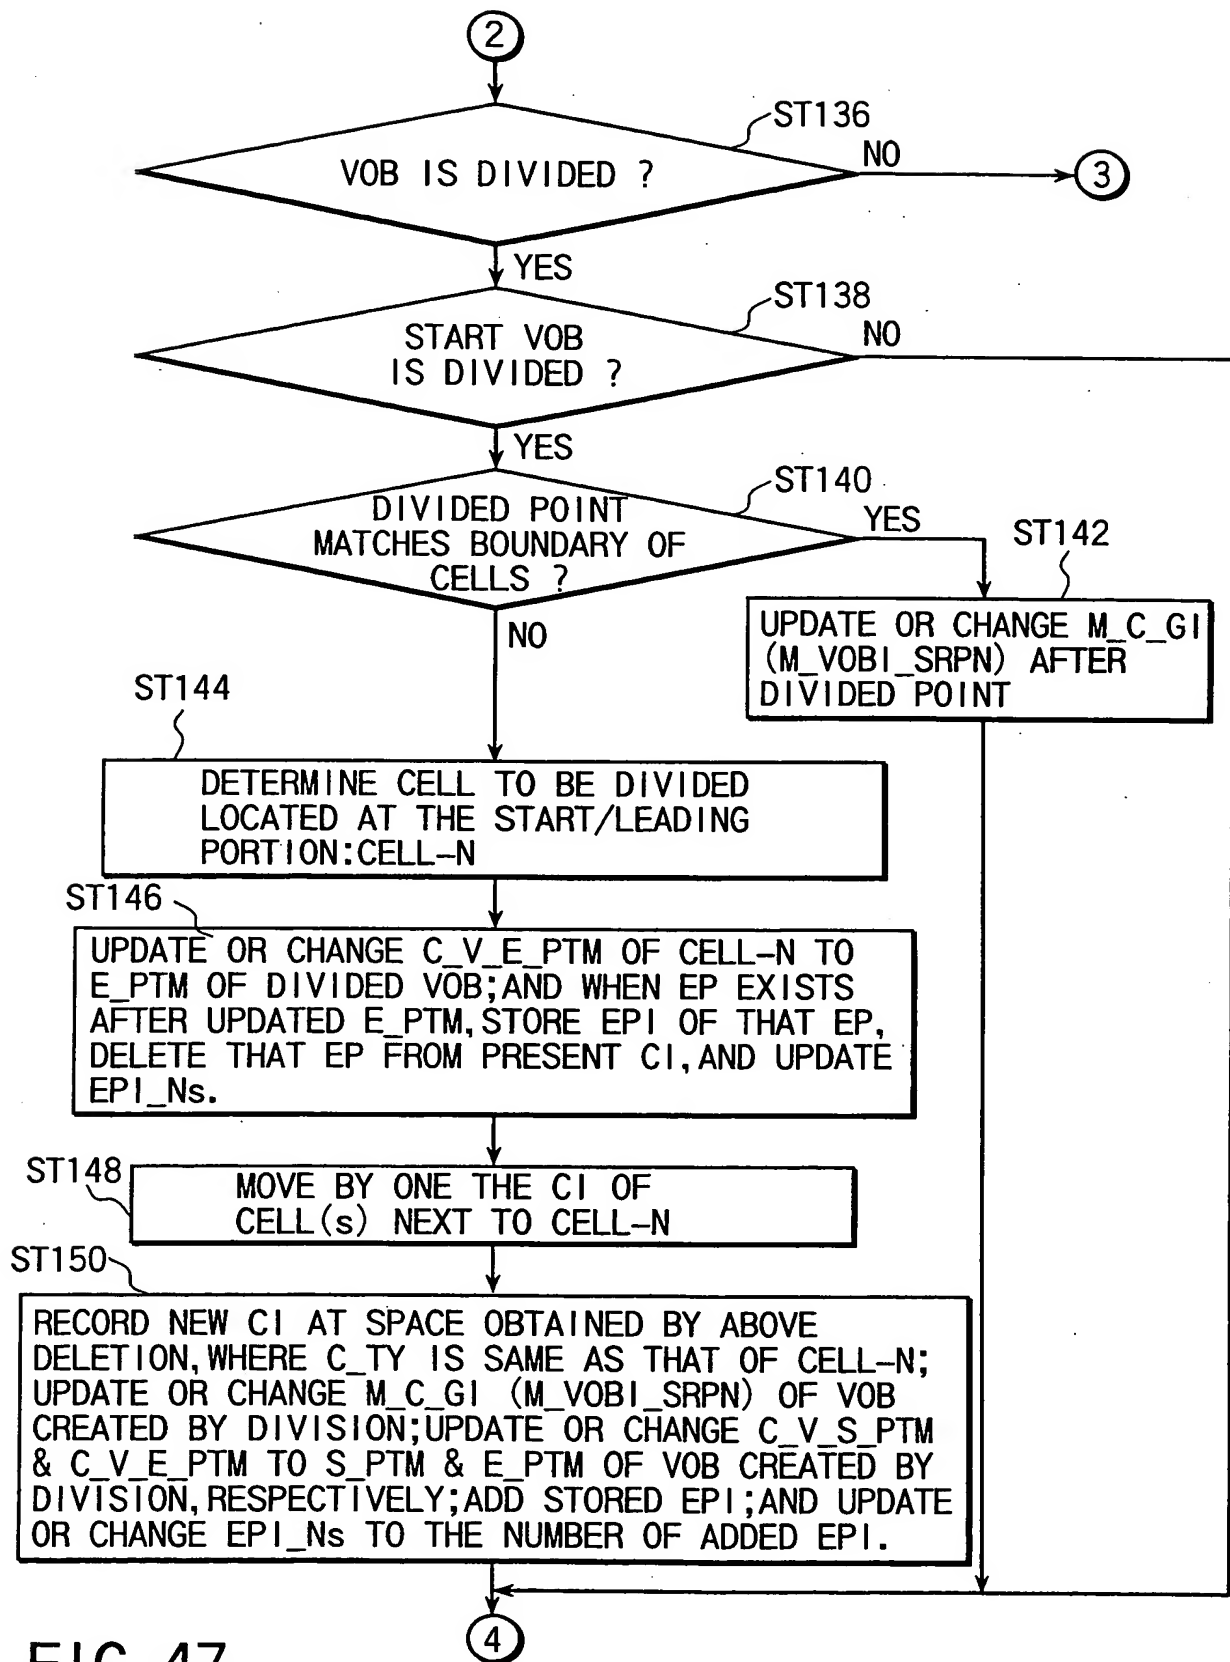 2
ST136
VOB IS DIVIDED ?
NO
3
YES
ST138
START VOB
IS DIVIDED ?
NO
YES
ST140
DIVIDED POINT
MATCHES BOUNDARY OF
CELLS ?
YES
ST142
NO
UPDATE OR CHANGE M_C_GI
(M_VOBI_SRPN) AFTER
DIVIDED POINT
ST144
DETERMINE CELL TO BE DIVIDED
LOCATED AT THE START/LEADING
PORTION:CELL-N
ST146
UPDATE OR CHANGE C_V_E_PTM OF CELL-N TO
E_PTM OF DIVIDED VOB;AND WHEN EP EXISTS
AFTER UPDATED E_PTM,STORE EPI OF THAT EP,
DELETE THAT EP FROM PRESENT CI,AND UPDATE
EPI_Ns.
ST148
MOVE BY ONE THE CI OF
CELL(s) NEXT TO CELL-N
ST150
RECORD NEW CI AT SPACE OBTAINED BY ABOVE
DELETION,WHERE C_TY IS SAME AS THAT OF CELL-N;
UPDATE OR CHANGE M_C_GI (M_VOBI_SRPN) OF VOB
CREATED BY DIVISION;UPDATE OR CHANGE C_V_S_PTM
& C_V_E_PTM TO S_PTM & E_PTM OF VOB CREATED BY
DIVISION,RESPECTIVELY;ADD STORED EPI;AND UPDATE
OR CHANGE EPI_Ns TO THE NUMBER OF ADDED EPI.
4
FIG. 47